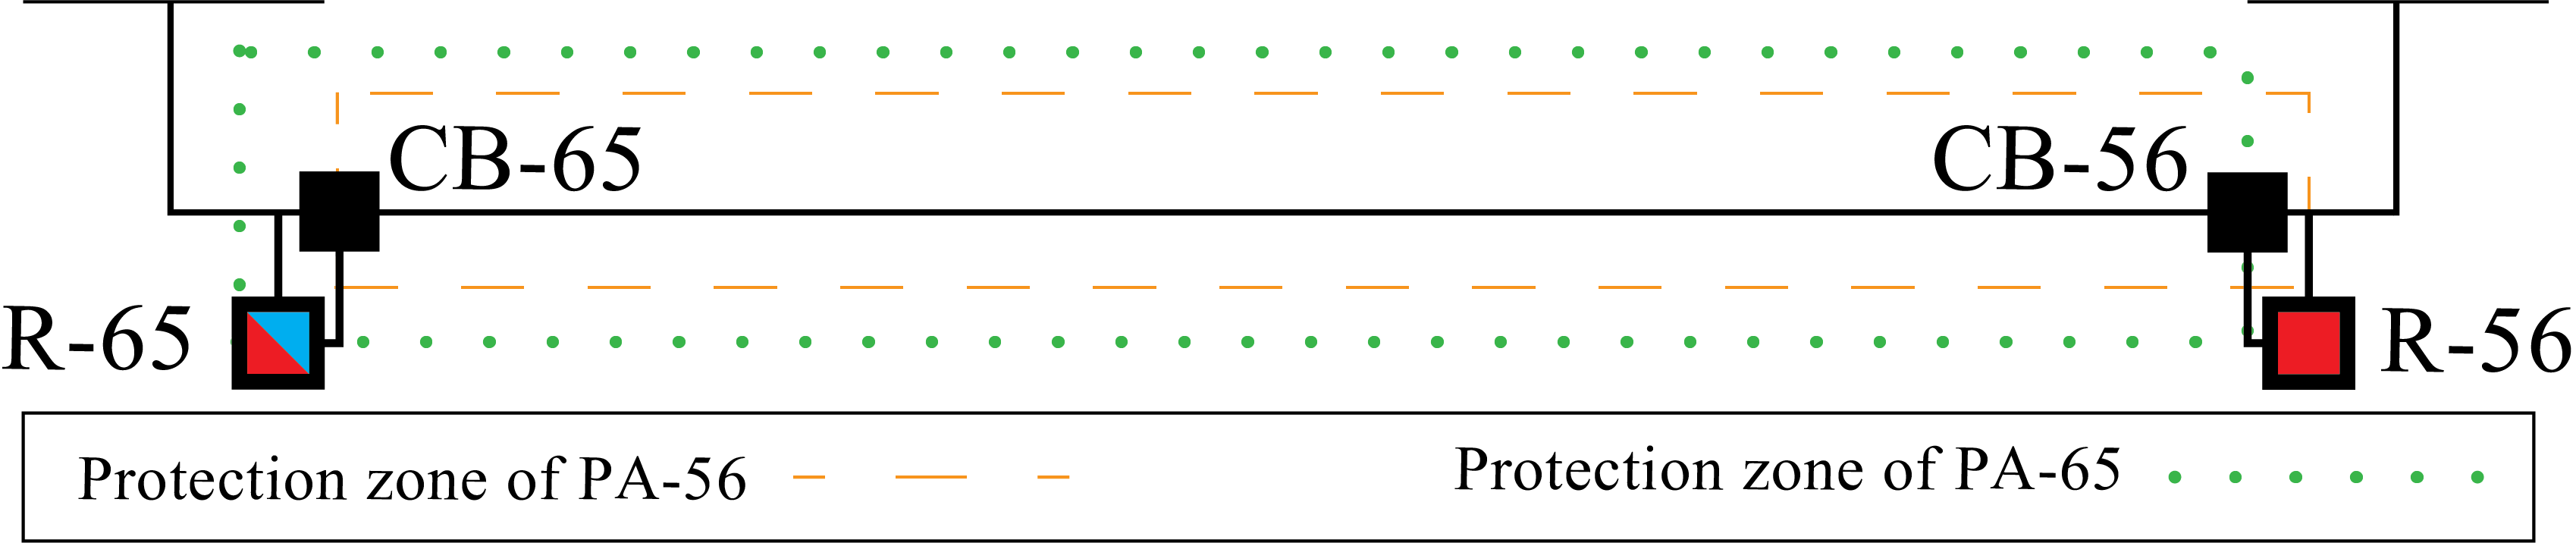 CB-65
CB-56
R-65
R-56
Protection zone of PA-56
Protection zone of PA-65